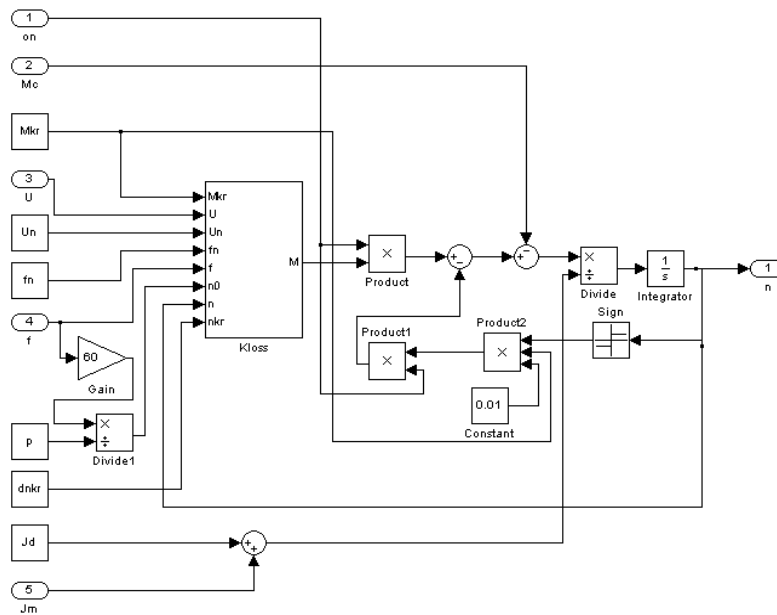 1
on
2
Mc
Mkr
3
U
Un
fn
4
f
60
Gain
p
×
÷
Divide1
dnkr
Jd
5
Jm
Mkr
U
Un
fn
f
n0
n
nkr
M
Kloss
×
Product
+
−
+
−
×
÷
Divide
1
s
Integrator
1
n
Sign
Product1
×
Product2
×
0.01
Constant
+
+